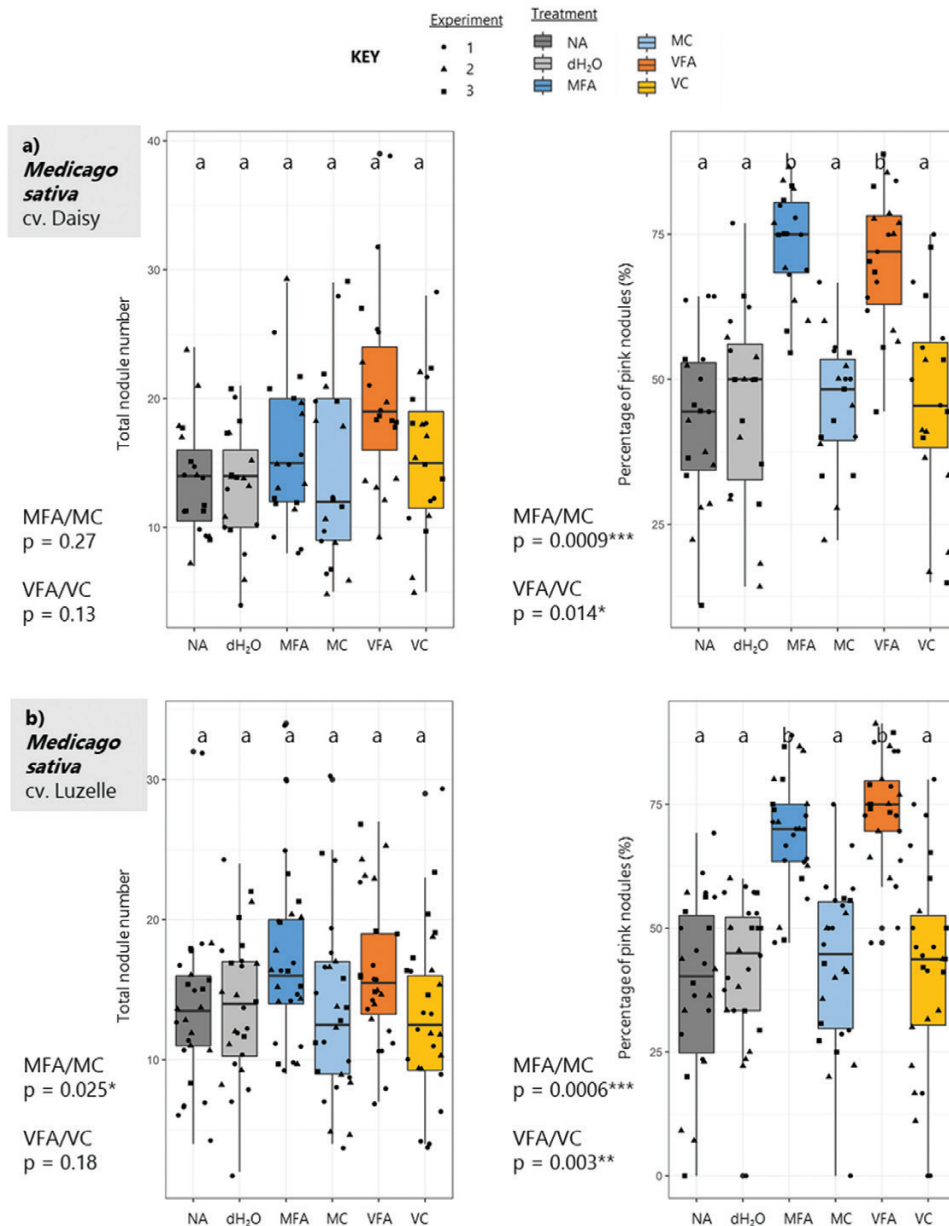 KEY
Experiment
1
2
3
Treatment
NA
dH₂O
MFA
MC
VFA
VC
a)
Medicago
sativa
cv. Daisy
MFA/MC
p = 0.27
VFA/VC
p = 0.13
Total nodule number
40
30
20
10
a a a a a a
NA dH₂O MFA MC VFA VC
MFA/MC
p = 0.0009***
VFA/VC
p = 0.014*
Percentage of pink nodules (%)
75
50
25
a a b a b a
NA dH₂O MFA MC VFA VC
b)
Medicago
sativa
cv. Luzelle
MFA/MC
p = 0.025*
VFA/VC
p = 0.18
Total nodule number
30
20
10
a a a a a a
NA dH₂O MFA MC VFA VC
MFA/MC
p = 0.0006***
VFA/VC
p = 0.003**
Percentage of pink nodules (%)
75
50
25
0
a a b a b a
NA dH₂O MFA MC VFA VC